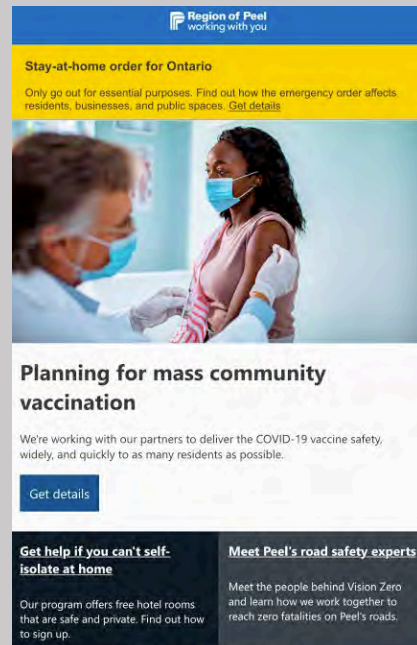 Region of Peel
working with you
Stay-at-home order for Ontario
Only go out for essential purposes. Find out how the emergency order affects
residents, businesses, and public spaces. Get details
Planning for mass community
vaccination
We're working with our partners to deliver the COVID-19 vaccine safety,
widely, and quickly to as many residents as possible.
Get details
Get help if you can't self-
isolate at home
Our program offers free hotel rooms
that are safe and private. Find out how
to sign up.
Meet Peel's road safety experts
Meet the people behind Vision Zero
and learn how we work together to
reach zero fatalities on Peel's roads.